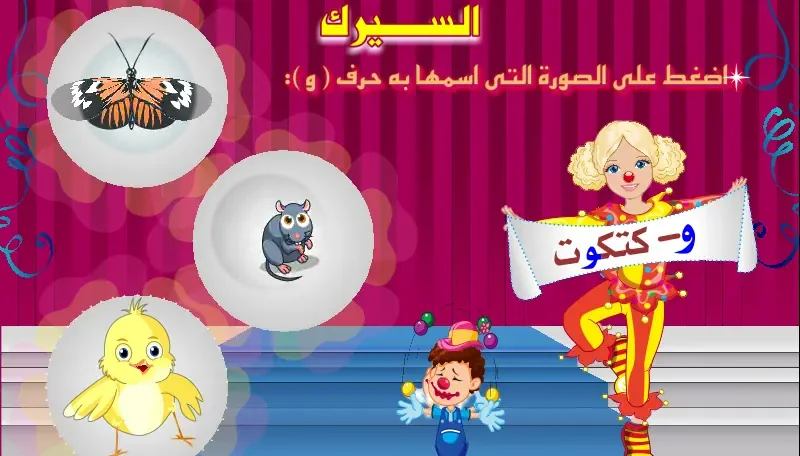 السيرك
اضغط على الصورة التى اسمها به حرف ( و ):
و- كتكوت